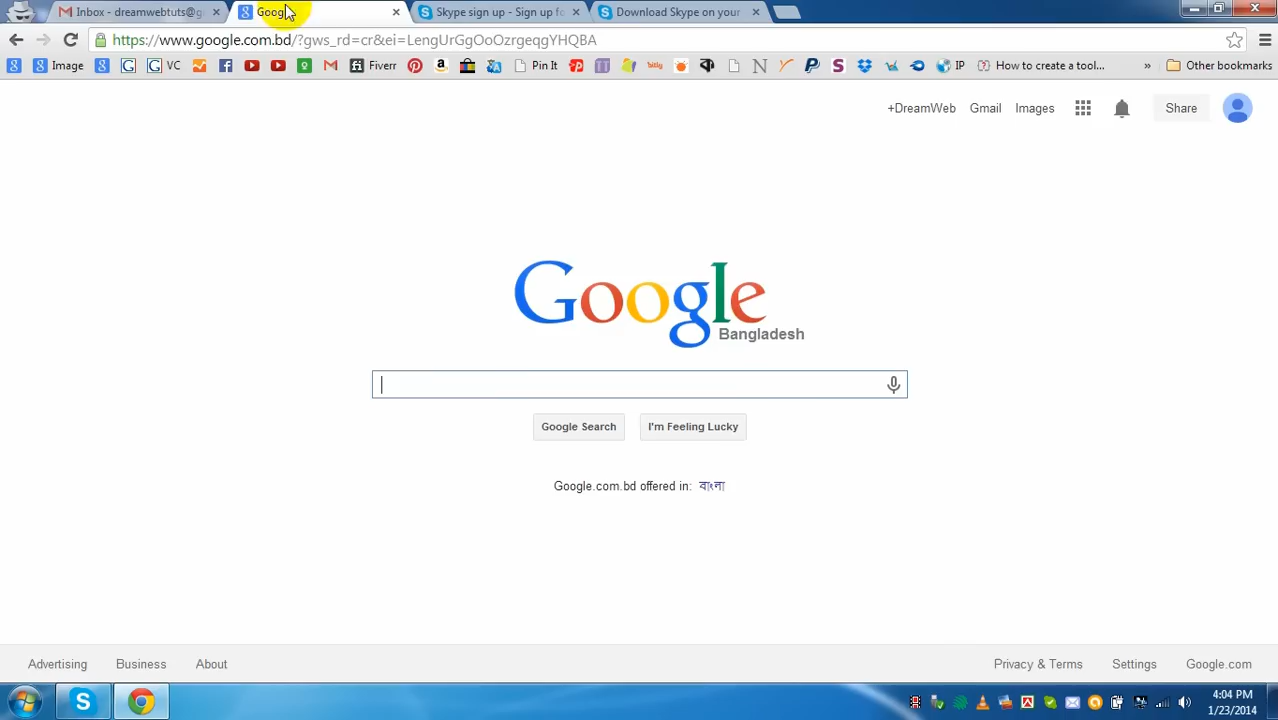 Inbox - dreamwebtuts@g
Google
Skype sign up - Sign up fo
Download Skype on your
https://www.google.com.bd/?gws_rd=cr&ei=LengUrGgOoOzrgeqgYHQBA
Image
VC
Fiverr
Pin It
bitly
IP
How to create a tool...
»
Other bookmarks
+DreamWeb
Gmail
Images
Share
Google
Bangladesh
Google Search
I'm Feeling Lucky
Google.com.bd offered in: বাংলা
Advertising
Business
About
Privacy & Terms
Settings
Google.com
4:04 PM
1/23/2014